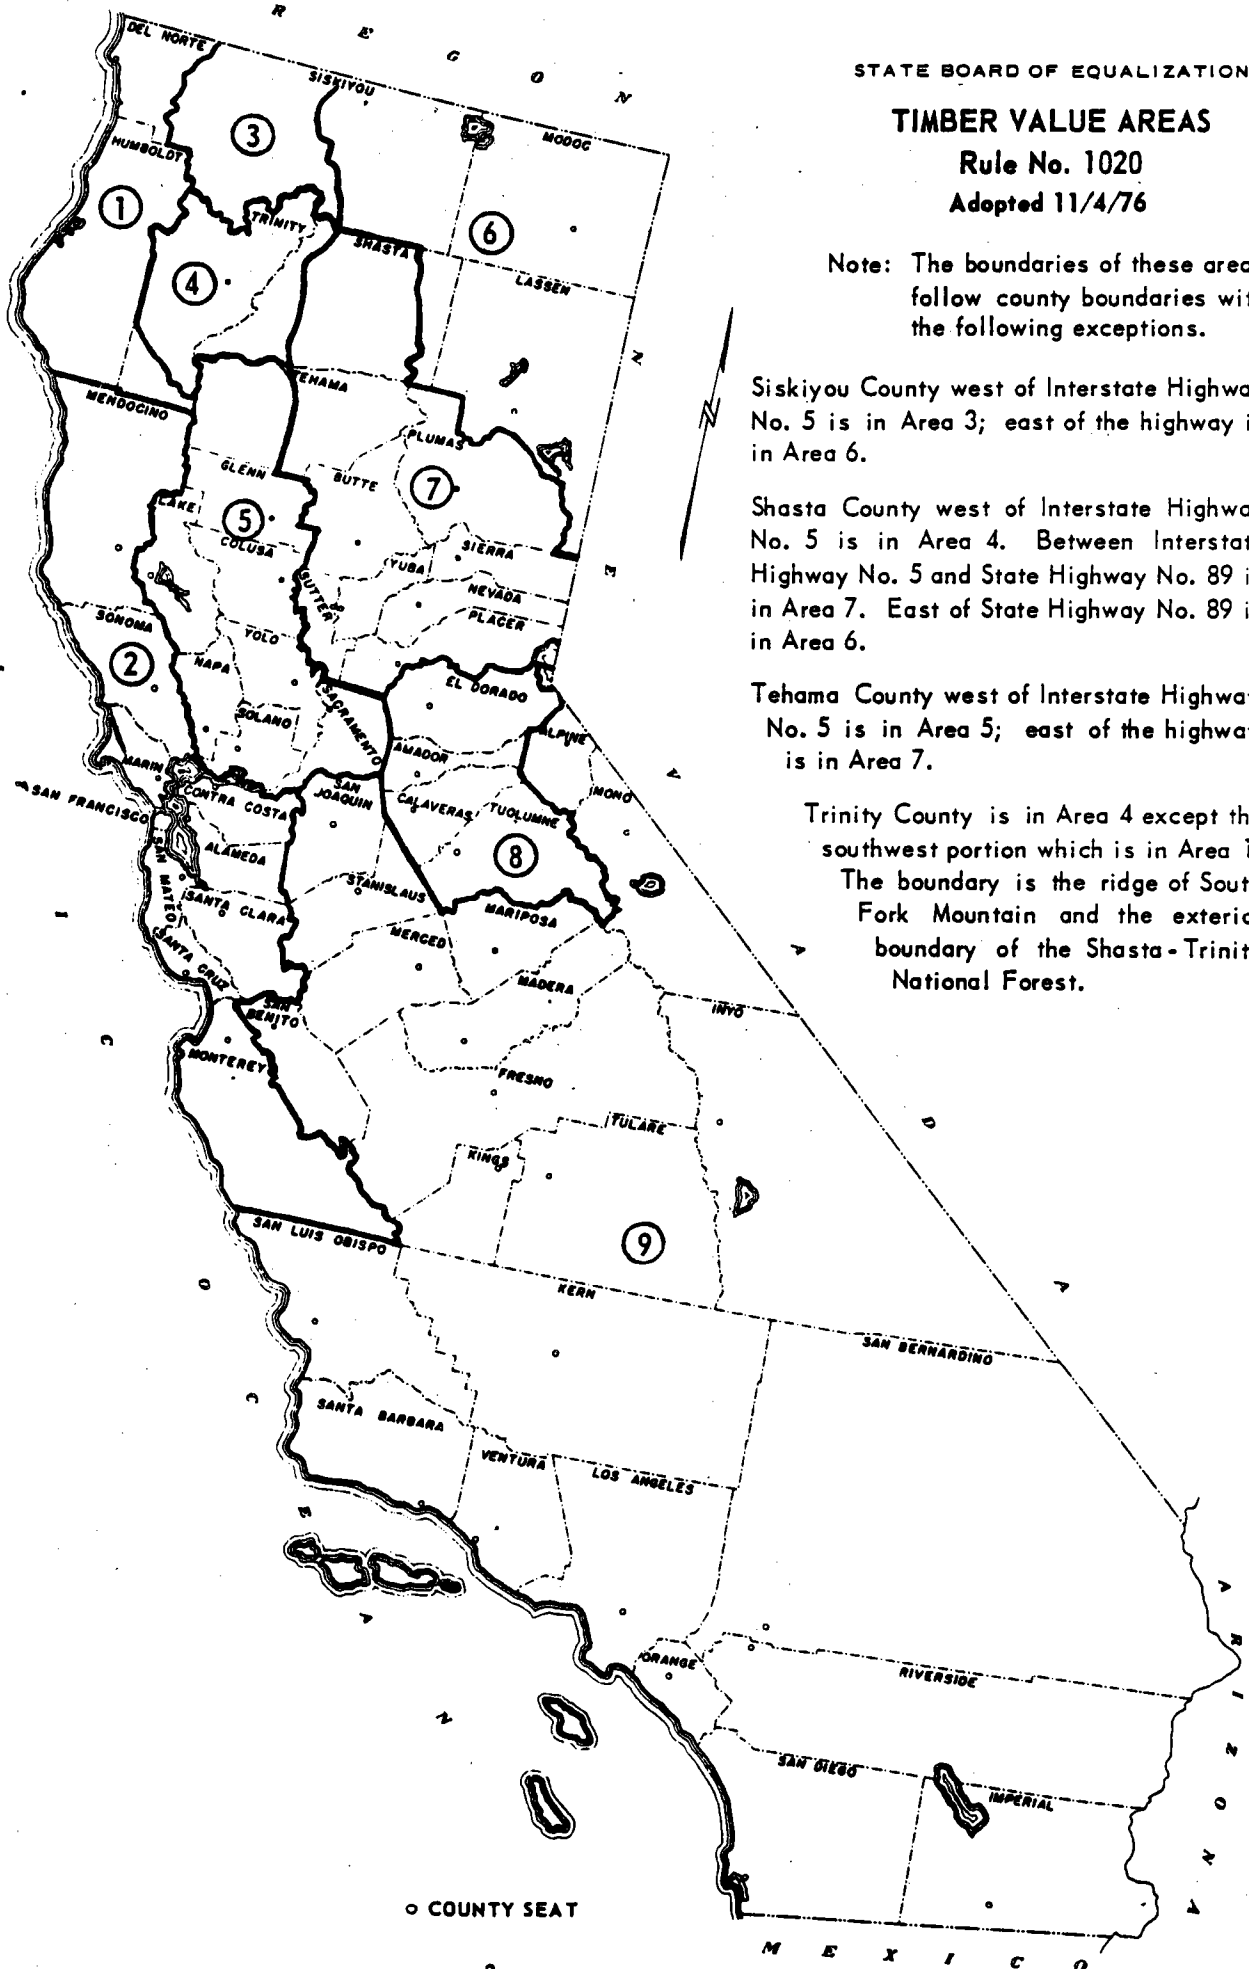 OREGON
STATE BOARD OF EQUALIZATION
TIMBER VALUE AREAS
Rule No. 1020
Adopted 11/4/76
Note: The boundaries of these area
follow county boundaries wit
the following exceptions.
Siskiyou County west of Interstate Highwa
No. 5 is in Area 3; east of the highway i
in Area 6.
Shasta County west of Interstate Highwa
No. 5 is in Area 4. Between Interstat
Highway No. 5 and State Highway No. 89 i
in Area 7. East of State Highway No. 89 i
in Area 6.
Tehama County west of Interstate Highwa
No. 5 is in Area 5; east of the highwa
is in Area 7.
Trinity County is in Area 4 except th
southwest portion which is in Area 1
The boundary is the ridge of Sout
Fork Mountain and the exterio
boundary of the Shasta-Trinit
National Forest.
DEL NORTE
SISKIYOU
MODOC
3
HUMBOLDT
1
TRINITY
SHASTA
6
4
LASSEN
TEHAMA
MENDOCINO
PLUMAS
GLENN
BUTTE
7
LAKE
5
COLUSA
SIERRA
YUBA
SUTTER
NEVADA
PLACER
SONOMA
YOLO
2
NAPA
EL DORADO
SACRAMENTO
SOLANO
ALPINE
AMADOR
MARIN
SAN JOAQUIN
CONTRA COSTA
SAN FRANCISCO
CALAVERAS
TUOLUMNE
MONO
ALAMEDA
SAN MATEO
8
STANISLAUS
SANTA CLARA
MARIPOSA
MERCED
SANTA CRUZ
MADERA
SAN BENITO
INYO
MONTEREY
FRESNO
TULARE
KINGS
SAN LUIS OBISPO
9
KERN
SAN BERNARDINO
SANTA BARBARA
VENTURA
LOS ANGELES
ORANGE
RIVERSIDE
SAN DIEGO
IMPERIAL
NEVADA
ARIZONA
MEXICO
IC OCEAN
o COUNTY SEAT